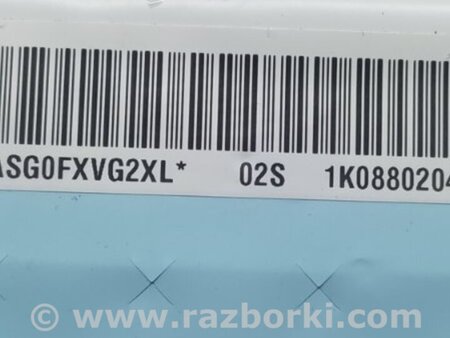 ASG0FXVG2XL* 02S 1K0880204
© www.razborki.com